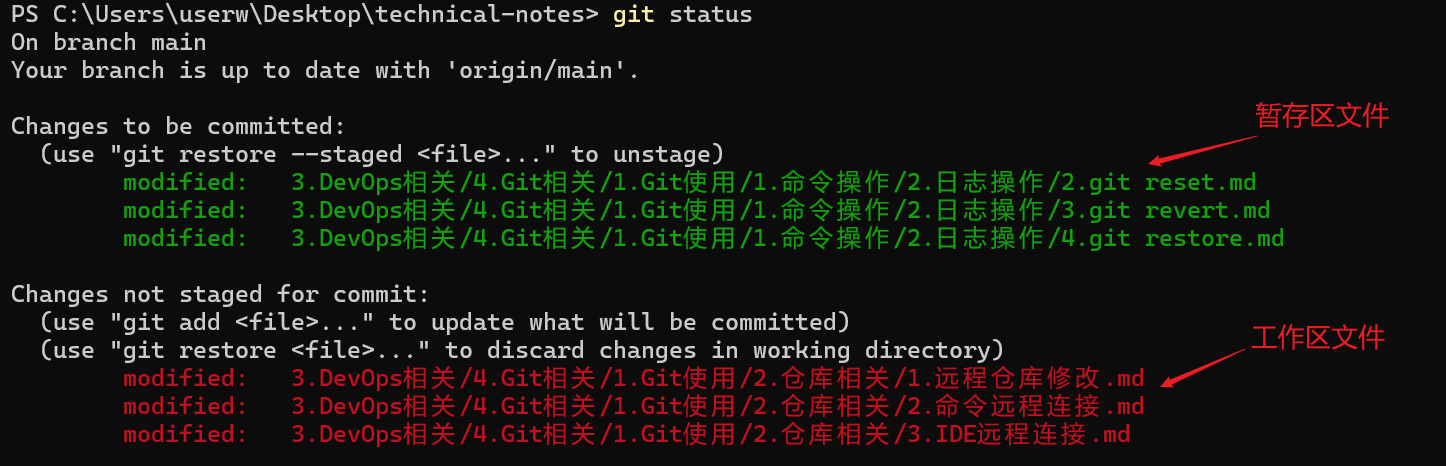 PS C:\Users\userw\Desktop\technical-notes> git status
On branch main
Your branch is up to date with 'origin/main'.
暂存区文件
Changes to be committed:
  (use "git restore --staged <file>..." to unstage)
        modified:   3.DevOps相关/4.Git相关/1.Git使用/1.命令操作/2.日志操作/2.git reset.md
        modified:   3.DevOps相关/4.Git相关/1.Git使用/1.命令操作/2.日志操作/3.git revert.md
        modified:   3.DevOps相关/4.Git相关/1.Git使用/1.命令操作/2.日志操作/4.git restore.md
Changes not staged for commit:
  (use "git add <file>..." to update what will be committed)
  (use "git restore <file>..." to discard changes in working directory)
工作区文件
        modified:   3.DevOps相关/4.Git相关/1.Git使用/2.仓库相关/1.远程仓库修改.md
        modified:   3.DevOps相关/4.Git相关/1.Git使用/2.仓库相关/2.命令远程连接.md
        modified:   3.DevOps相关/4.Git相关/1.Git使用/2.仓库相关/3.IDE远程连接.md